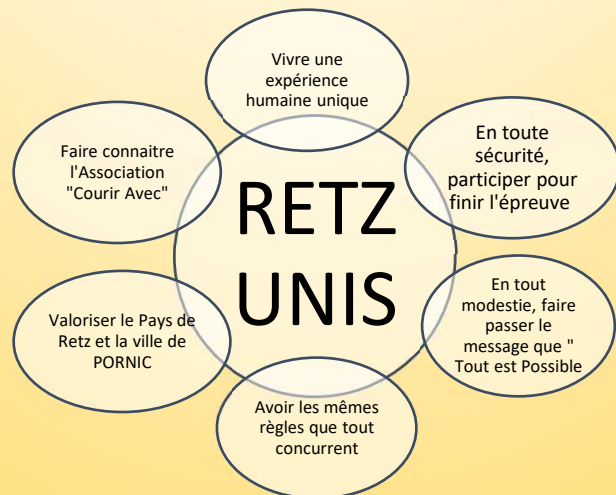 Vivre une
expérience
humaine unique
En toute
sécurité,
participer pour
finir l'épreuve
En tout
modestie, faire
passer le
message que "
Tout est Possible
Avoir les mêmes
règles que tout
concurrent
Valoriser le Pays de
Retz et la ville de
PORNIC
Faire connaitre
l'Association
"Courir Avec"
RETZ
UNIS